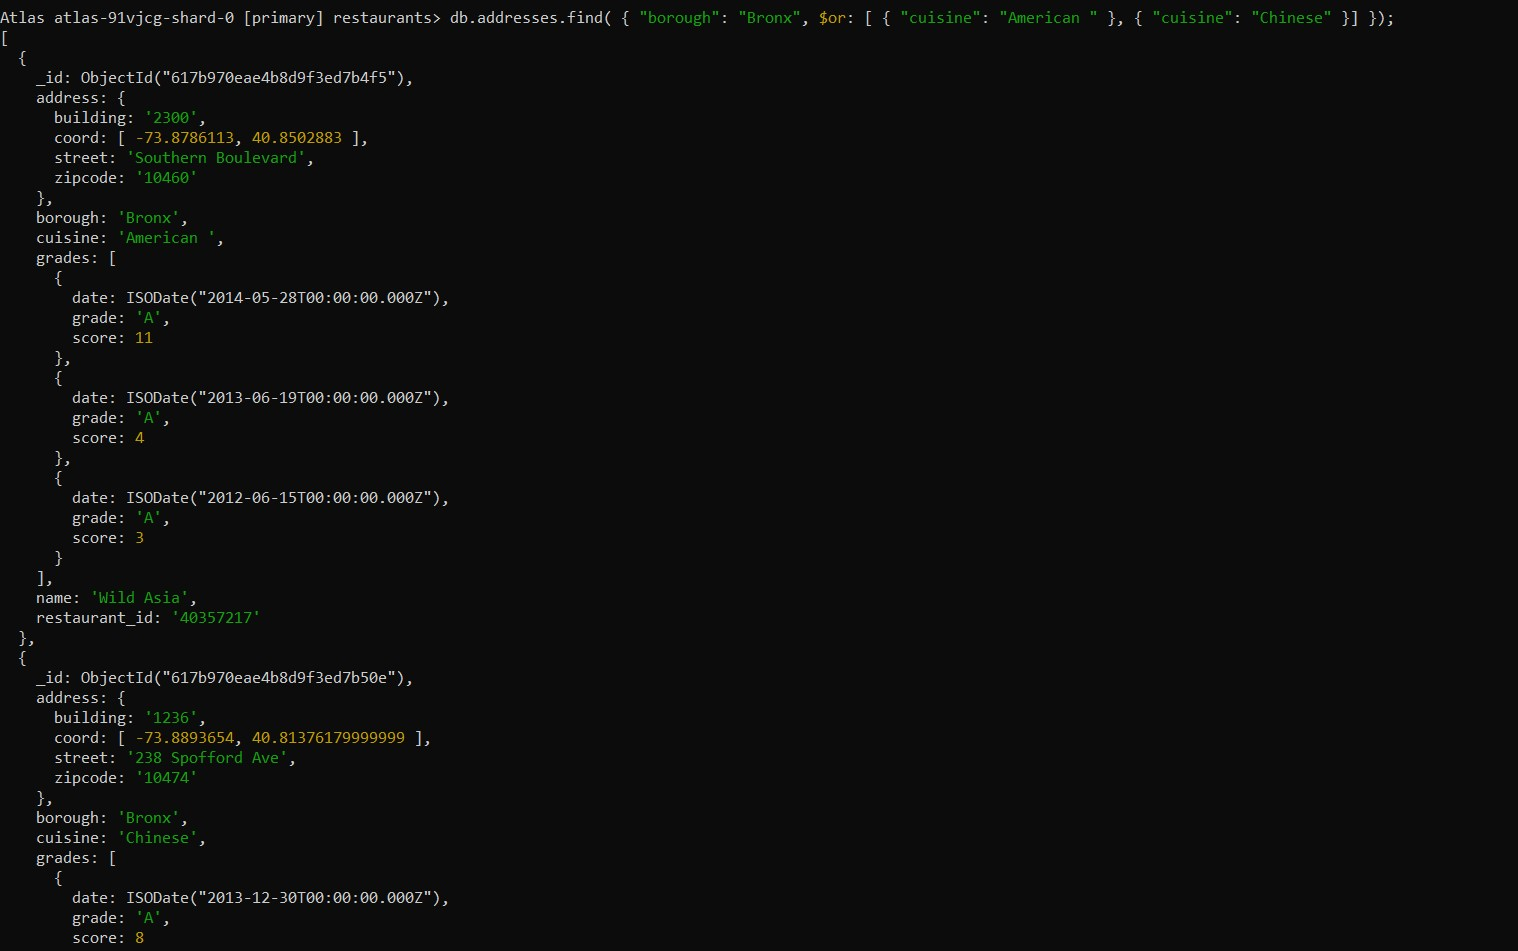 Atlas atlas-91vjcg-shard-0 [primary] restaurants> db.addresses.find( { "borough": "Bronx", $or: [ { "cuisine": "American " }, { "cuisine": "Chinese" }] });
[
  {
    _id: ObjectId("617b970eae4b8d9f3ed7b4f5"),
    address: {
      building: '2300',
      coord: [ -73.8786113, 40.8502883 ],
      street: 'Southern Boulevard',
      zipcode: '10460'
    },
    borough: 'Bronx',
    cuisine: 'American ',
    grades: [
      {
        date: ISODate("2014-05-28T00:00:00.000Z"),
        grade: 'A',
        score: 11
      },
      {
        date: ISODate("2013-06-19T00:00:00.000Z"),
        grade: 'A',
        score: 4
      },
      {
        date: ISODate("2012-06-15T00:00:00.000Z"),
        grade: 'A',
        score: 3
      }
    ],
    name: 'Wild Asia',
    restaurant_id: '40357217'
  },
  {
    _id: ObjectId("617b970eae4b8d9f3ed7b50e"),
    address: {
      building: '1236',
      coord: [ -73.8893654, 40.81376179999999 ],
      street: '238 Spofford Ave',
      zipcode: '10474'
    },
    borough: 'Bronx',
    cuisine: 'Chinese',
    grades: [
      {
        date: ISODate("2013-12-30T00:00:00.000Z"),
        grade: 'A',
        score: 8